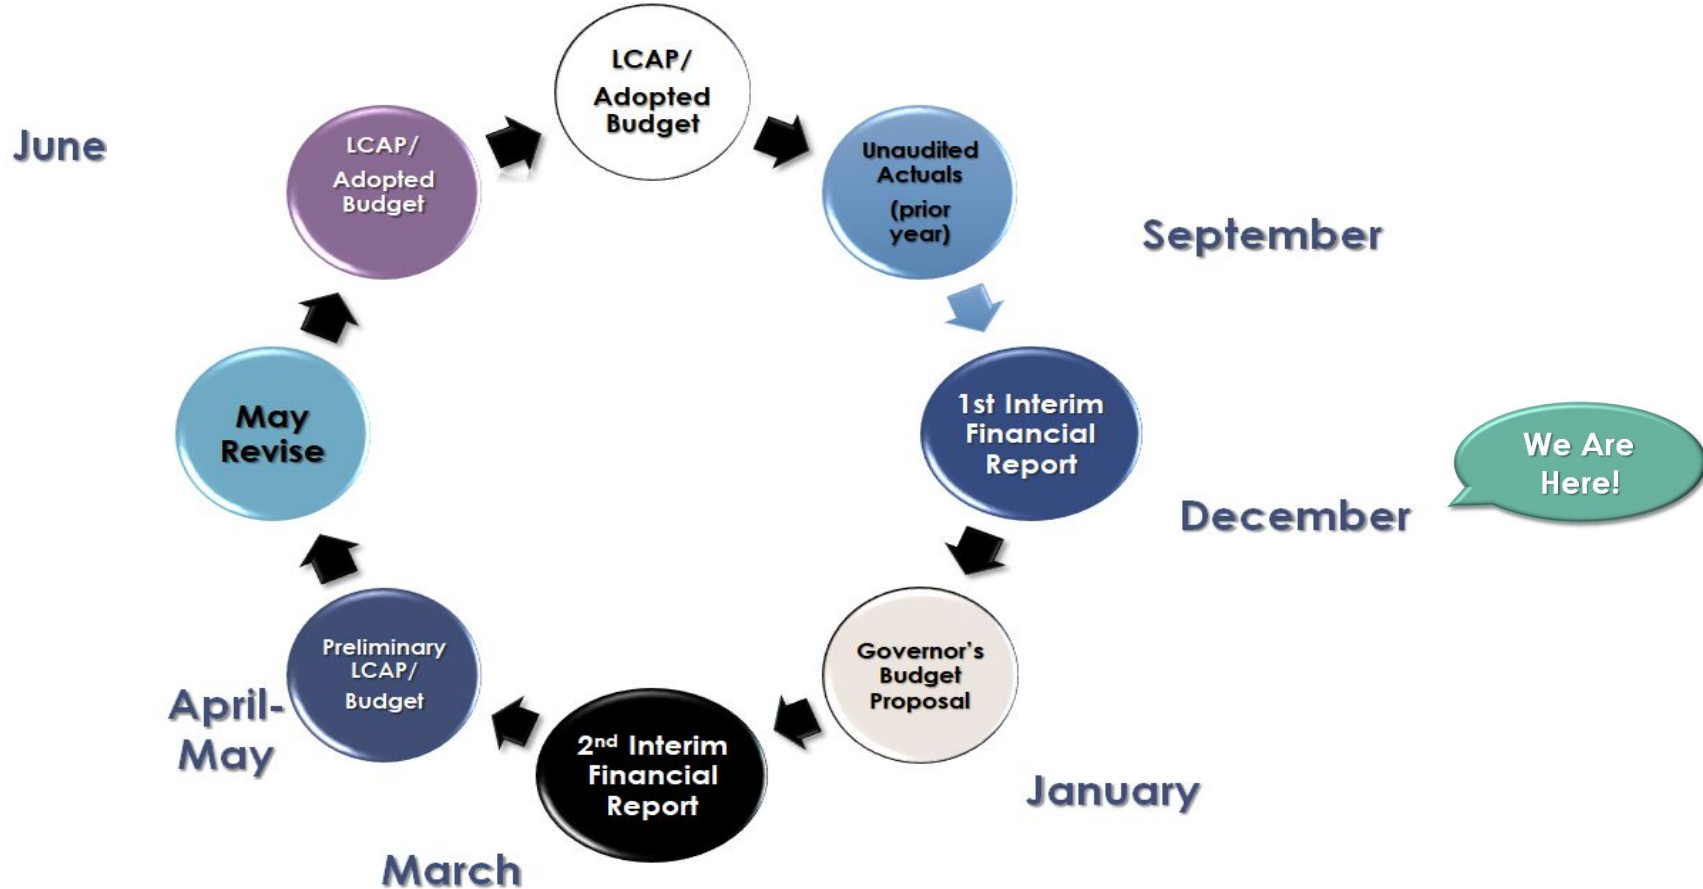 LCAP/
Adopted
Budget
Unaudited
Actuals
(prior
year)
September
1st Interim
Financial
Report
We Are
Here!
December
Governor’s
Budget
Proposal
January
2nd Interim
Financial
Report
March
Preliminary
LCAP/
Budget
April-
May
May
Revise
LCAP/
Adopted
Budget
June